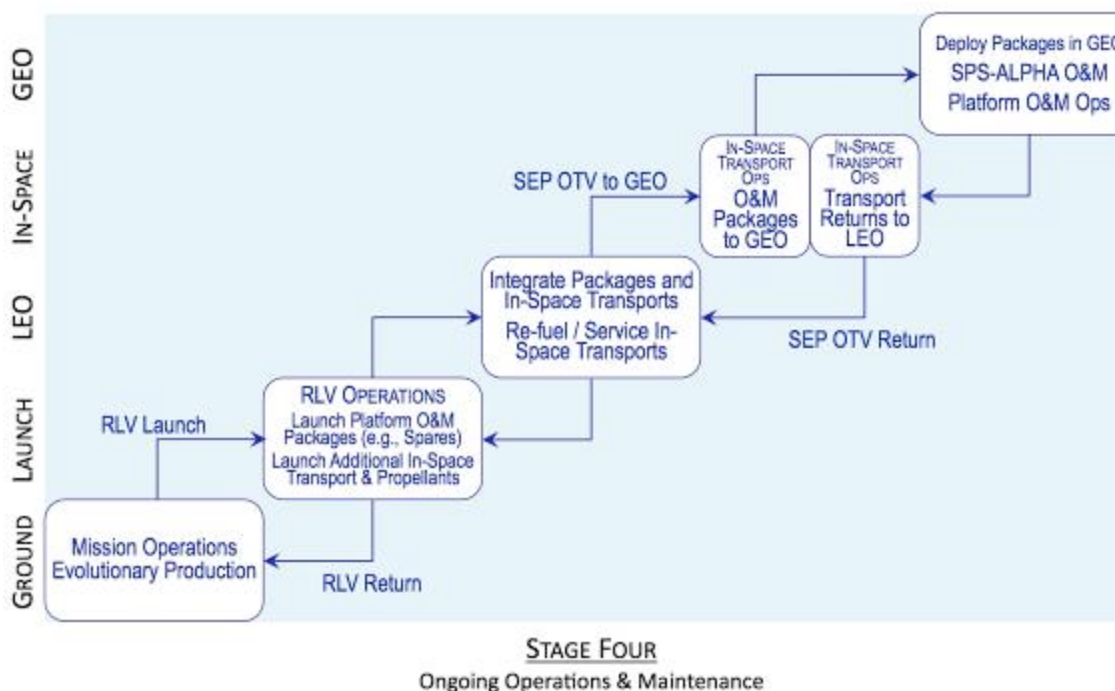 GEO
IN-SPACE
LEO
LAUNCH
GROUND
Deploy Packages in GEO
SPS-ALPHA O&M
Platform O&M Ops
IN-SPACE
TRANSPORT
OPS
O&M
Packages
to GEO
IN-SPACE
TRANSPORT
OPS
Transport
Returns to
LEO
SEP OTV to GEO
Integrate Packages and
In-Space Transports
Re-fuel / Service In-
Space Transports
SEP OTV Return
RLV OPERATIONS
Launch Platform O&M
Packages (e.g., Spares)
Launch Additional In-Space
Transport & Propellants
RLV Launch
Mission Operations
Evolutionary Production
RLV Return
STAGE FOUR
Ongoing Operations & Maintenance